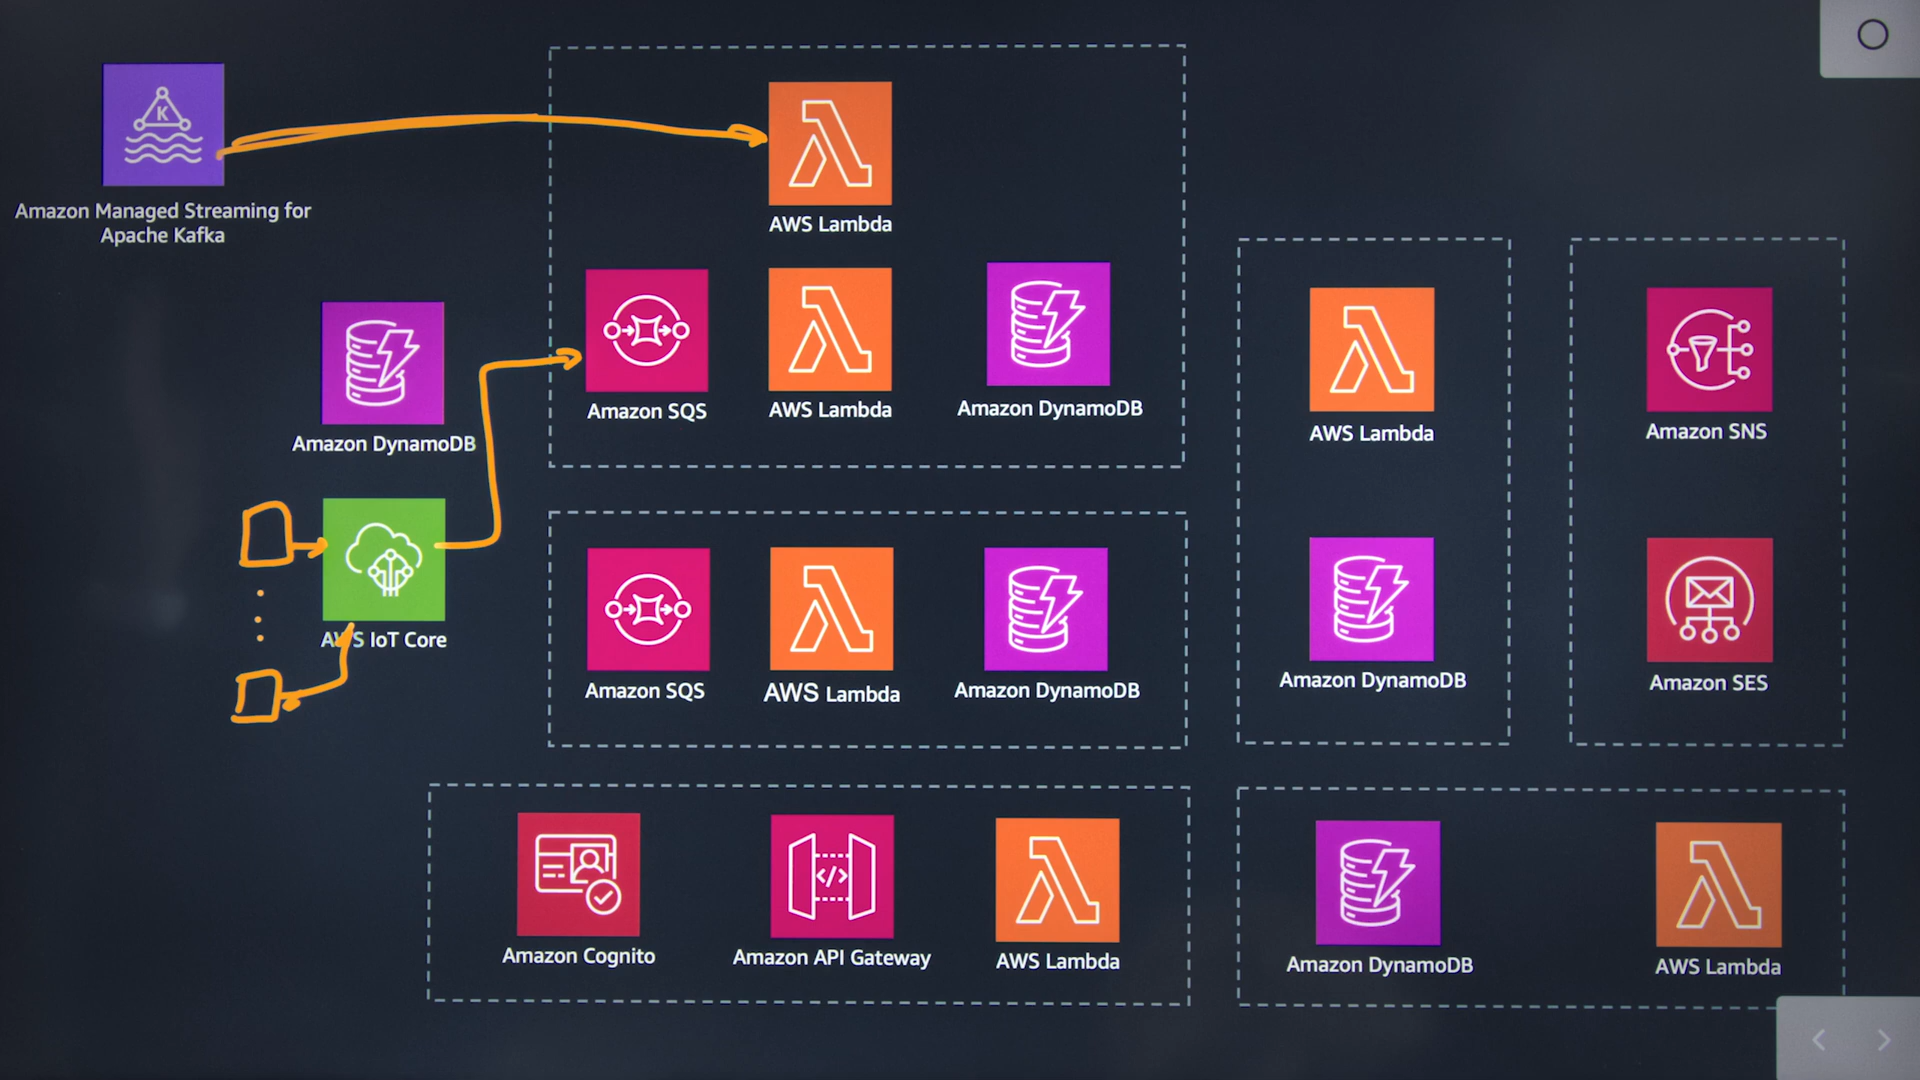 K
Amazon Managed Streaming for
Apache Kafka
AWS Lambda
Amazon SQS
AWS Lambda
Amazon DynamoDB
Amazon DynamoDB
AWS IoT Core
Amazon SQS
AWS Lambda
Amazon DynamoDB
AWS Lambda
Amazon DynamoDB
Amazon SNS
Amazon SES
Amazon Cognito
</>
Amazon API Gateway
AWS Lambda
Amazon DynamoDB
AWS Lambda